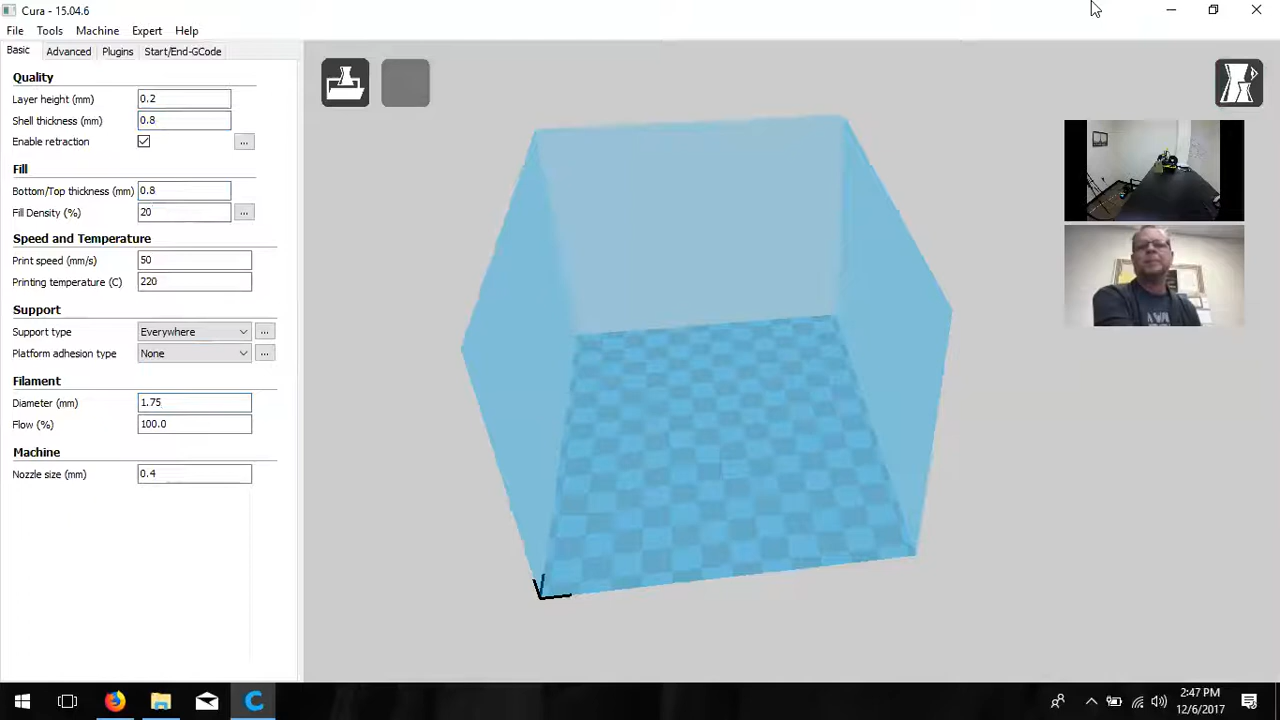 Cura - 15.04.6
File Tools Machine Expert Help
Basic Advanced Plugins Start/End-GCode
Quality
Layer height (mm) 0.2
Shell thickness (mm) 0.8
Enable retraction ...
Fill
Bottom/Top thickness (mm) 0.8
Fill Density (%) 20 ...
Speed and Temperature
Print speed (mm/s) 50
Printing temperature (C) 220
Support
Support type Everywhere ...
Platform adhesion type None ...
Filament
Diameter (mm) 1.75
Flow (%) 100.0
Machine
Nozzle size (mm) 0.4
2:47 PM
12/6/2017